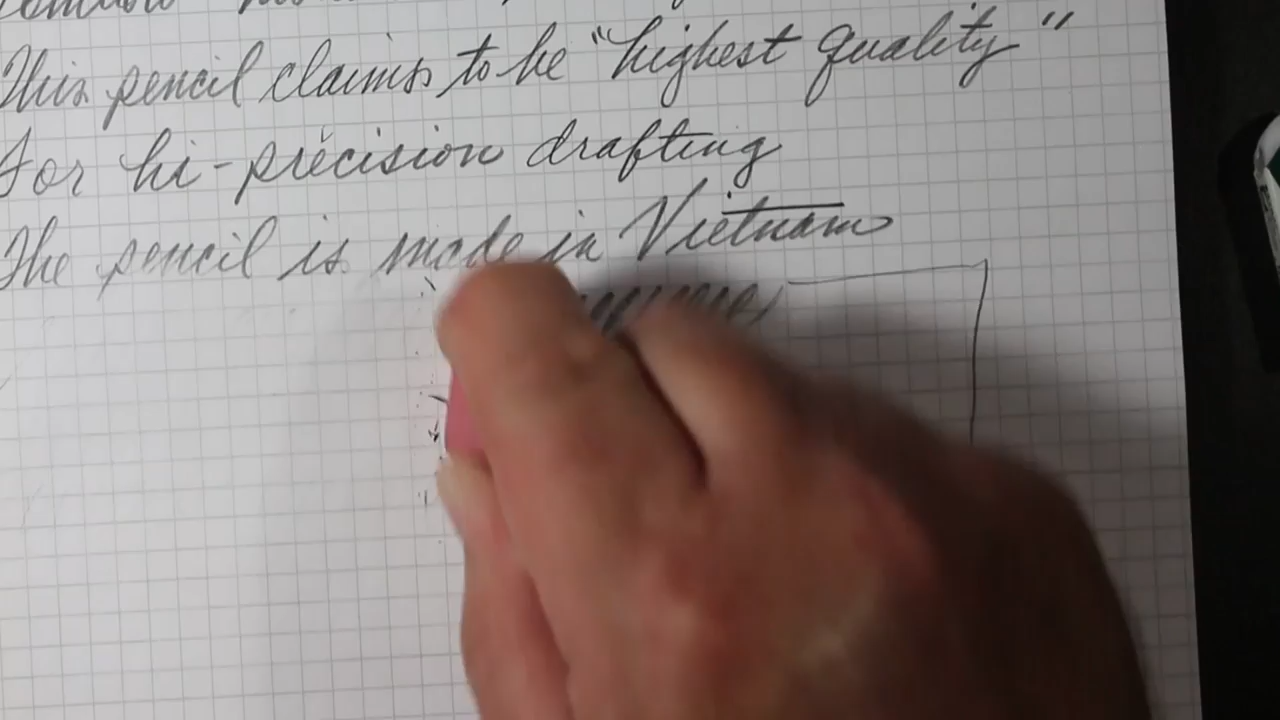 This pencil claims to be "highest quality"
For hi-precision drafting
The pencil is made in Vietnam